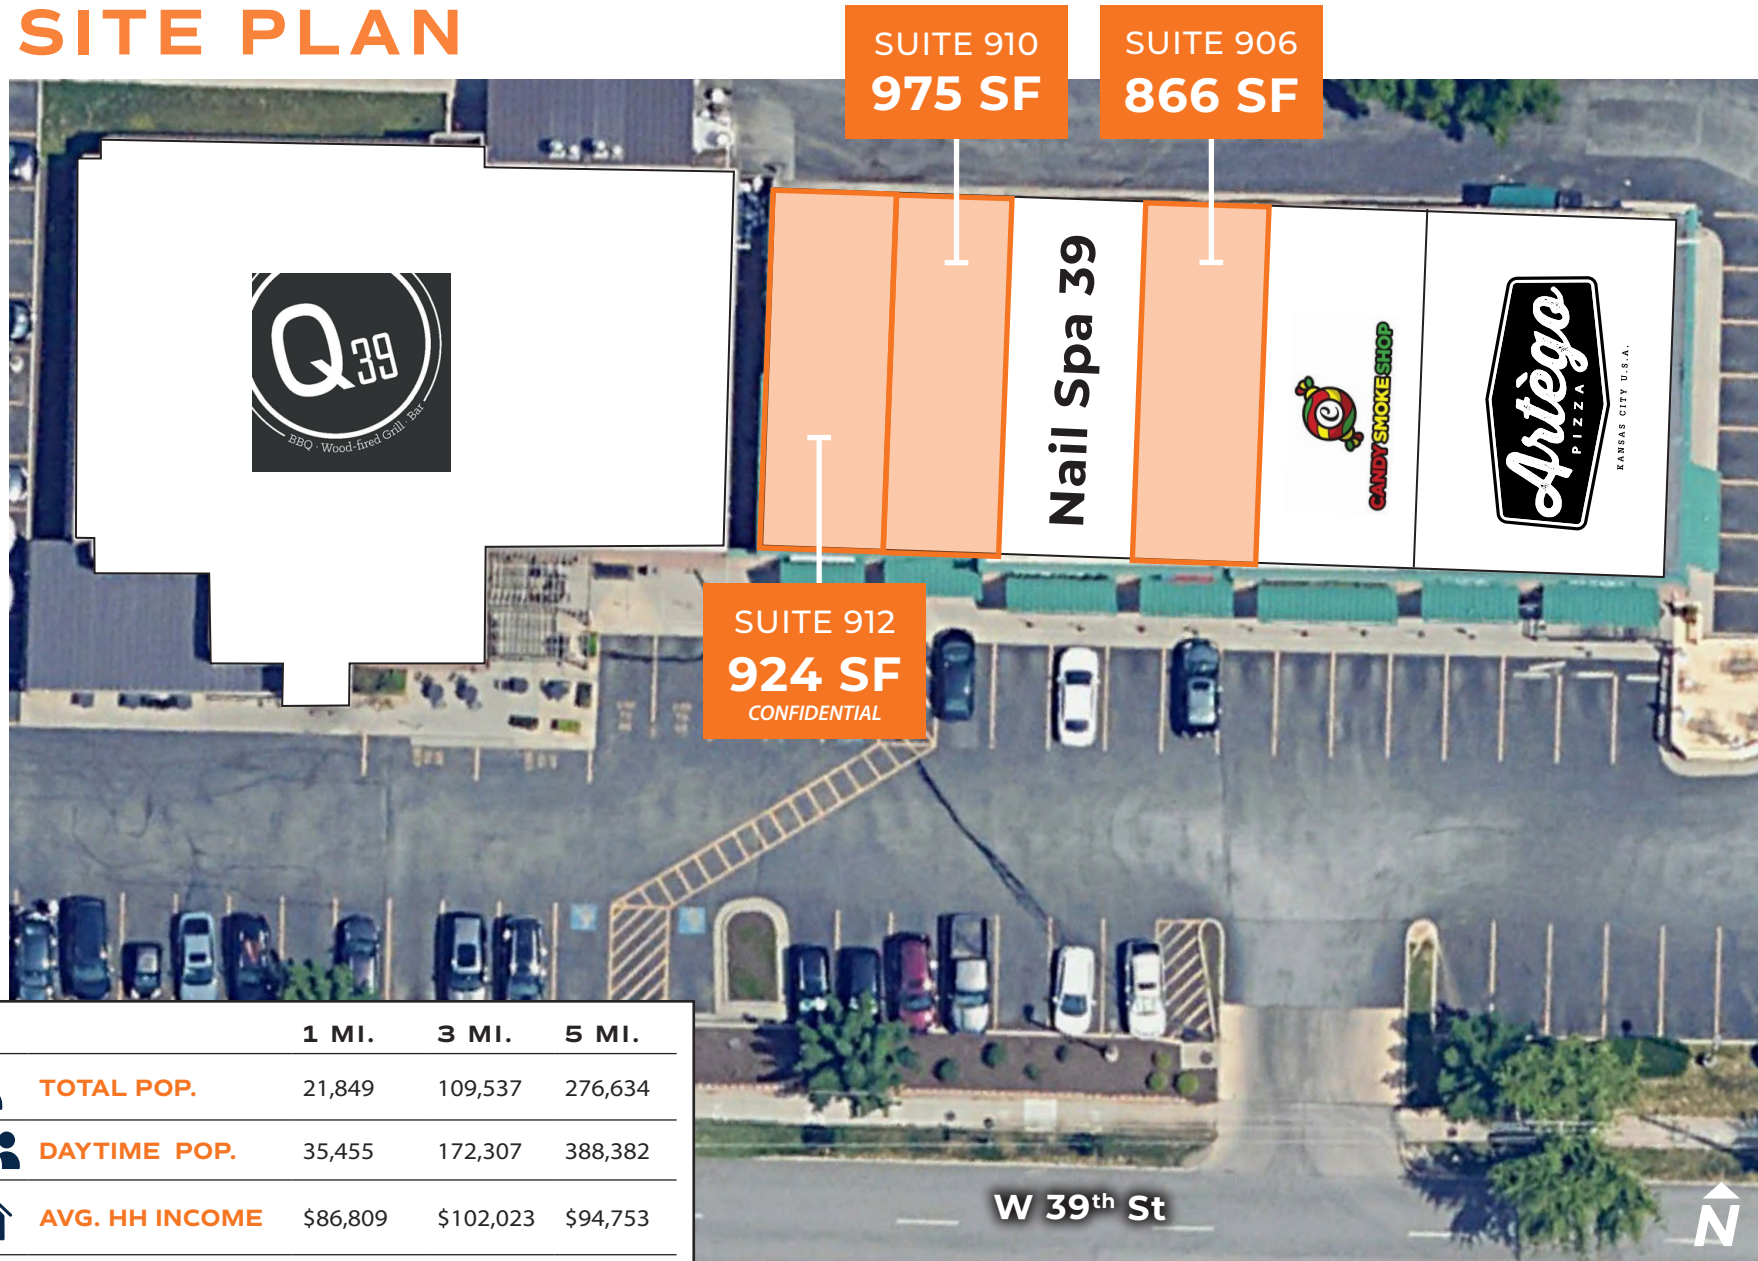 SITE PLAN
SUITE 910
975 SF
SUITE 906
866 SF
Q39
BBQ · Wood-fired Grill · Bar
Nail Spa 39
CANDY SMOKE SHOP
C
Artègo
PIZZA
KANSAS CITY U.S.A.
SUITE 912
924 SF
CONFIDENTIAL
1 MI. 3 MI. 5 MI.
TOTAL POP. 21,849 109,537 276,634
DAYTIME POP. 35,455 172,307 388,382
AVG. HH INCOME $86,809 $102,023 $94,753
W 39th St
N